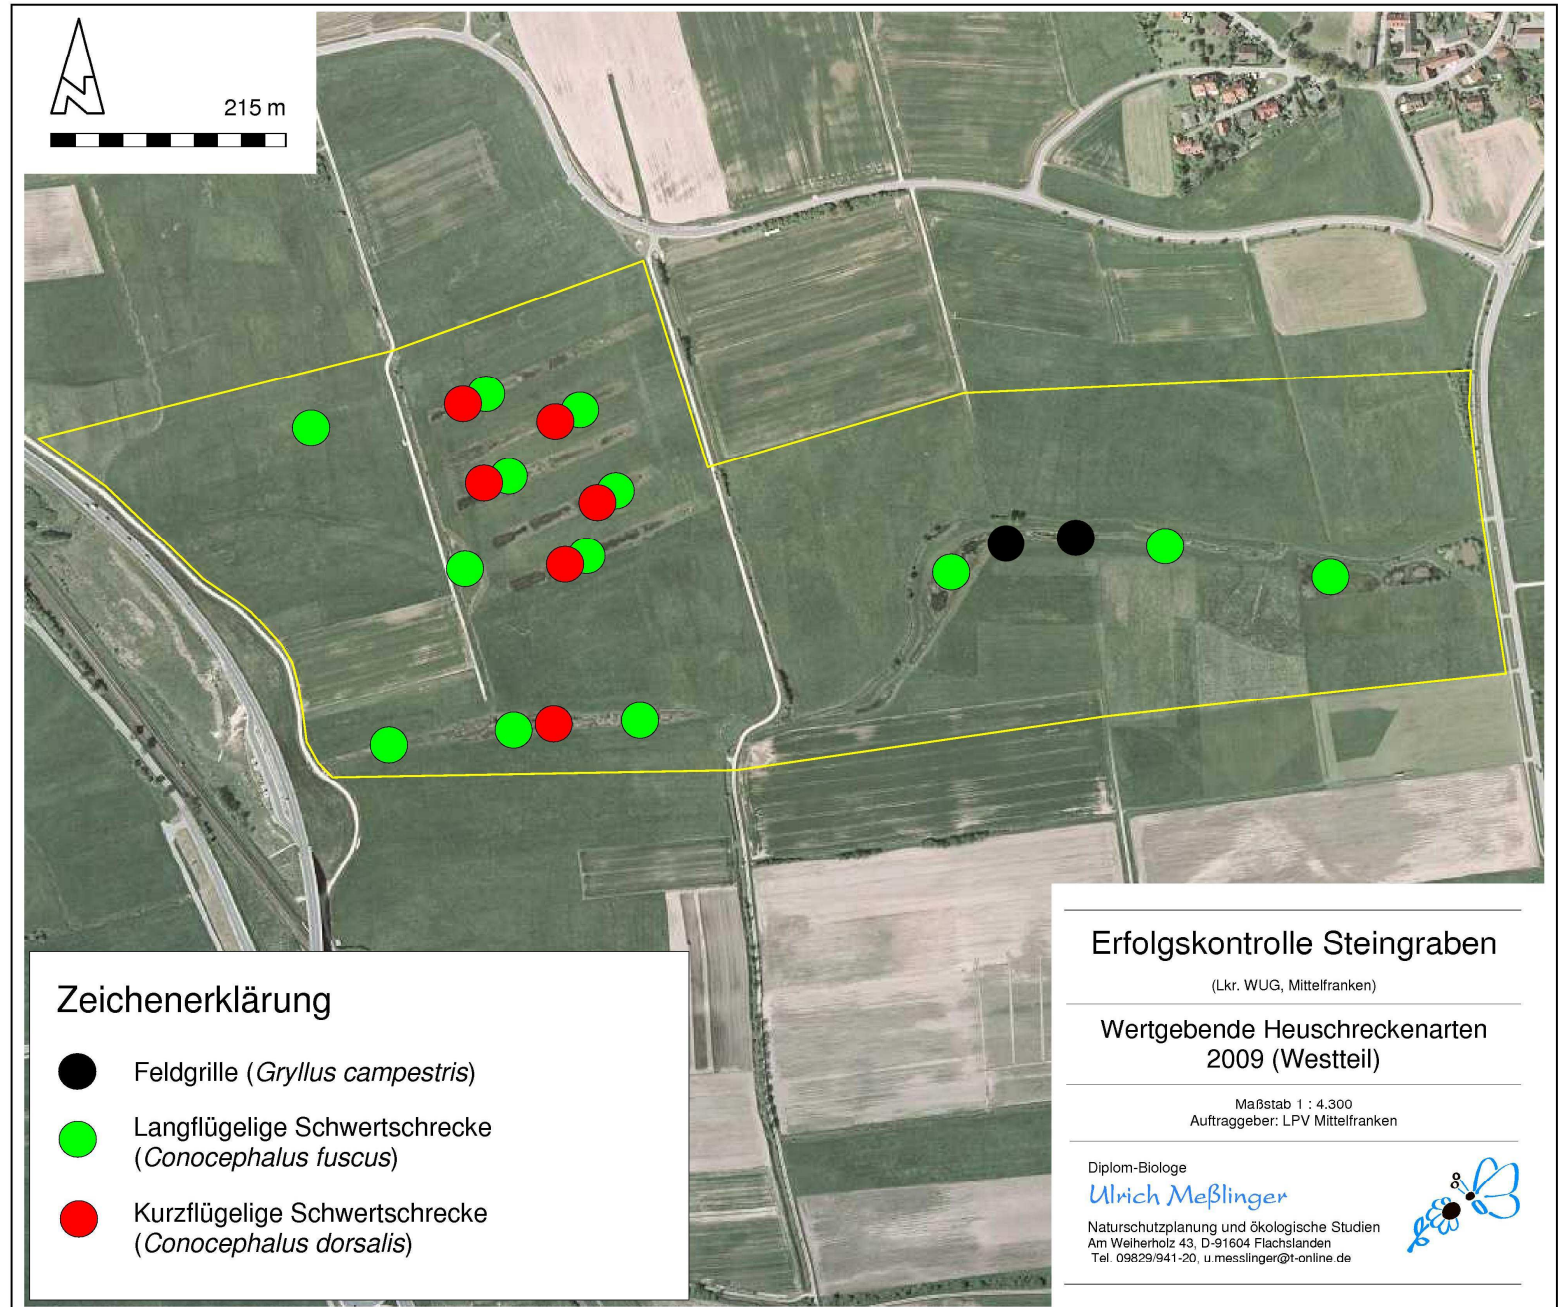 215 m
Zeichenerklärung
Feldgrille (Gryllus campestris)
Langflügelige Schwertschrecke
(Conocephalus fuscus)
Kurzflügelige Schwertschrecke
(Conocephalus dorsalis)
Erfolgskontrolle Steingraben
(Lkr. WUG, Mittelfranken)
Wertgebende Heuschreckenarten
2009 (Westteil)
Maßstab 1 : 4.300
Auftraggeber: LPV Mittelfranken
Diplom-Biologe
Ulrich Meßlinger
Naturschutzplanung und ökologische Studien
Am Weiherholz 43, D-91604 Flachslanden
Tel. 09829/941-20, u.messlinger@t-online.de